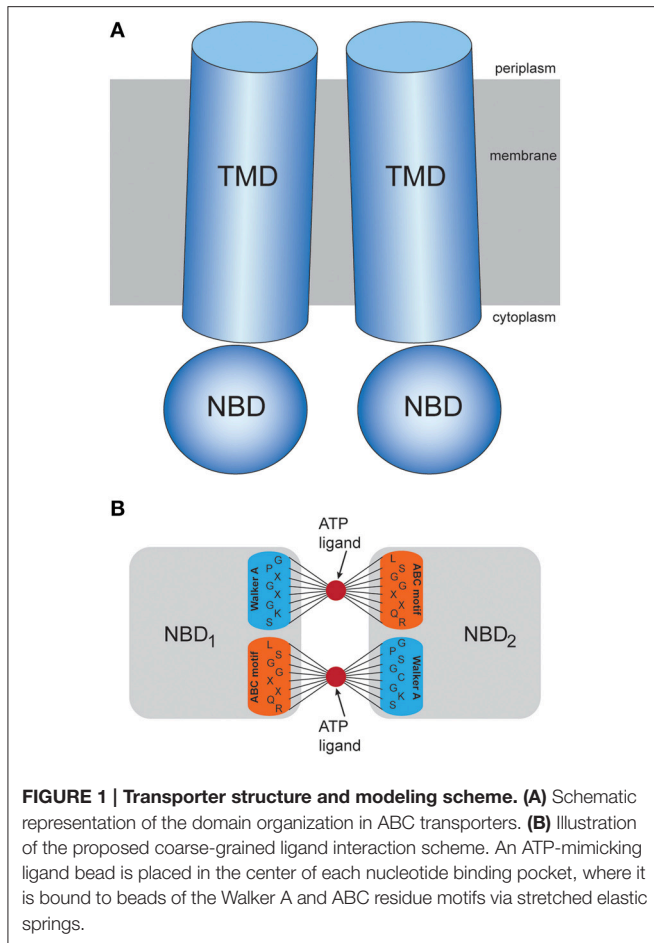 A
periplasm
TMD TMD
membrane
cytoplasm
NBD NBD
B
ATP
ligand
Walker A
G
P
X
G
X
G
K
S
L
S
G
G
X
X
Q
R
ABC motif
NBD₁
NBD₂
ABC motif
L
S
G
G
X
X
Q
R
G
P
S
G
C
G
K
S
Walker A
ATP
ligand
FIGURE 1 | Transporter structure and modeling scheme. (A) Schematic
representation of the domain organization in ABC transporters. (B) Illustration
of the proposed coarse-grained ligand interaction scheme. An ATP-mimicking
ligand bead is placed in the center of each nucleotide binding pocket, where it
is bound to beads of the Walker A and ABC residue motifs via stretched elastic
springs.